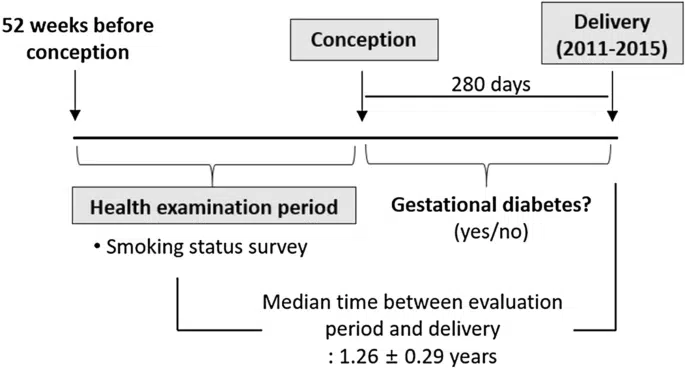 52 weeks before
conception
Conception
Delivery
(2011-2015)
280 days
Health examination period
• Smoking status survey
Gestational diabetes?
(yes/no)
Median time between evaluation
period and delivery
: 1.26 ± 0.29 years